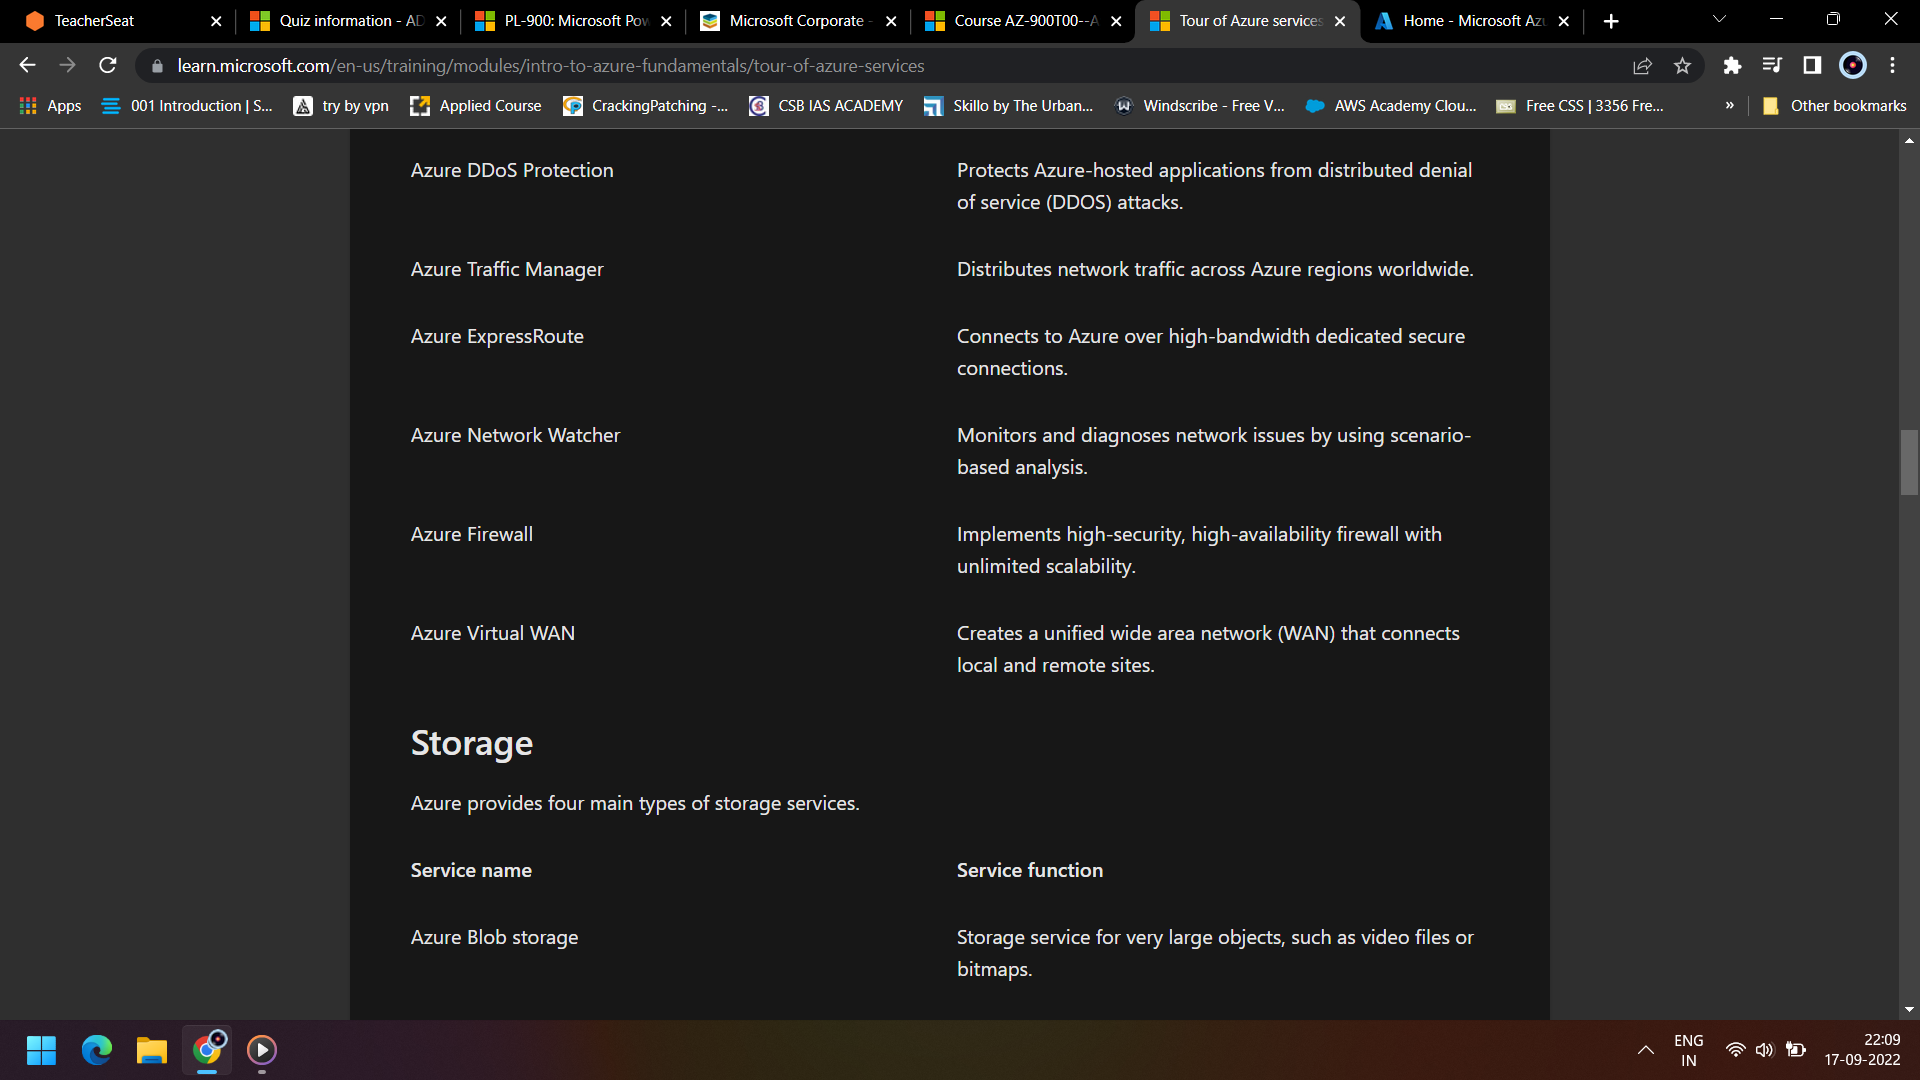 TeacherSeat
Quiz information - AD
PL-900: Microsoft Pow
Microsoft Corporate -
Course AZ-900T00--A
Tour of Azure services
Home - Microsoft Azu
learn.microsoft.com/en-us/training/modules/intro-to-azure-fundamentals/tour-of-azure-services
Apps
001 Introduction | S...
try by vpn
Applied Course
CrackingPatching -...
CSB IAS ACADEMY
Skillo by The Urban...
Windscribe - Free V...
AWS Academy Clou...
Free CSS | 3356 Fre...
»
Other bookmarks
Azure DDoS Protection
Protects Azure-hosted applications from distributed denial
of service (DDOS) attacks.
Azure Traffic Manager
Distributes network traffic across Azure regions worldwide.
Azure ExpressRoute
Connects to Azure over high-bandwidth dedicated secure
connections.
Azure Network Watcher
Monitors and diagnoses network issues by using scenario-
based analysis.
Azure Firewall
Implements high-security, high-availability firewall with
unlimited scalability.
Azure Virtual WAN
Creates a unified wide area network (WAN) that connects
local and remote sites.
Storage
Azure provides four main types of storage services.
Service name
Service function
Azure Blob storage
Storage service for very large objects, such as video files or
bitmaps.
ENG
IN
22:09
17-09-2022